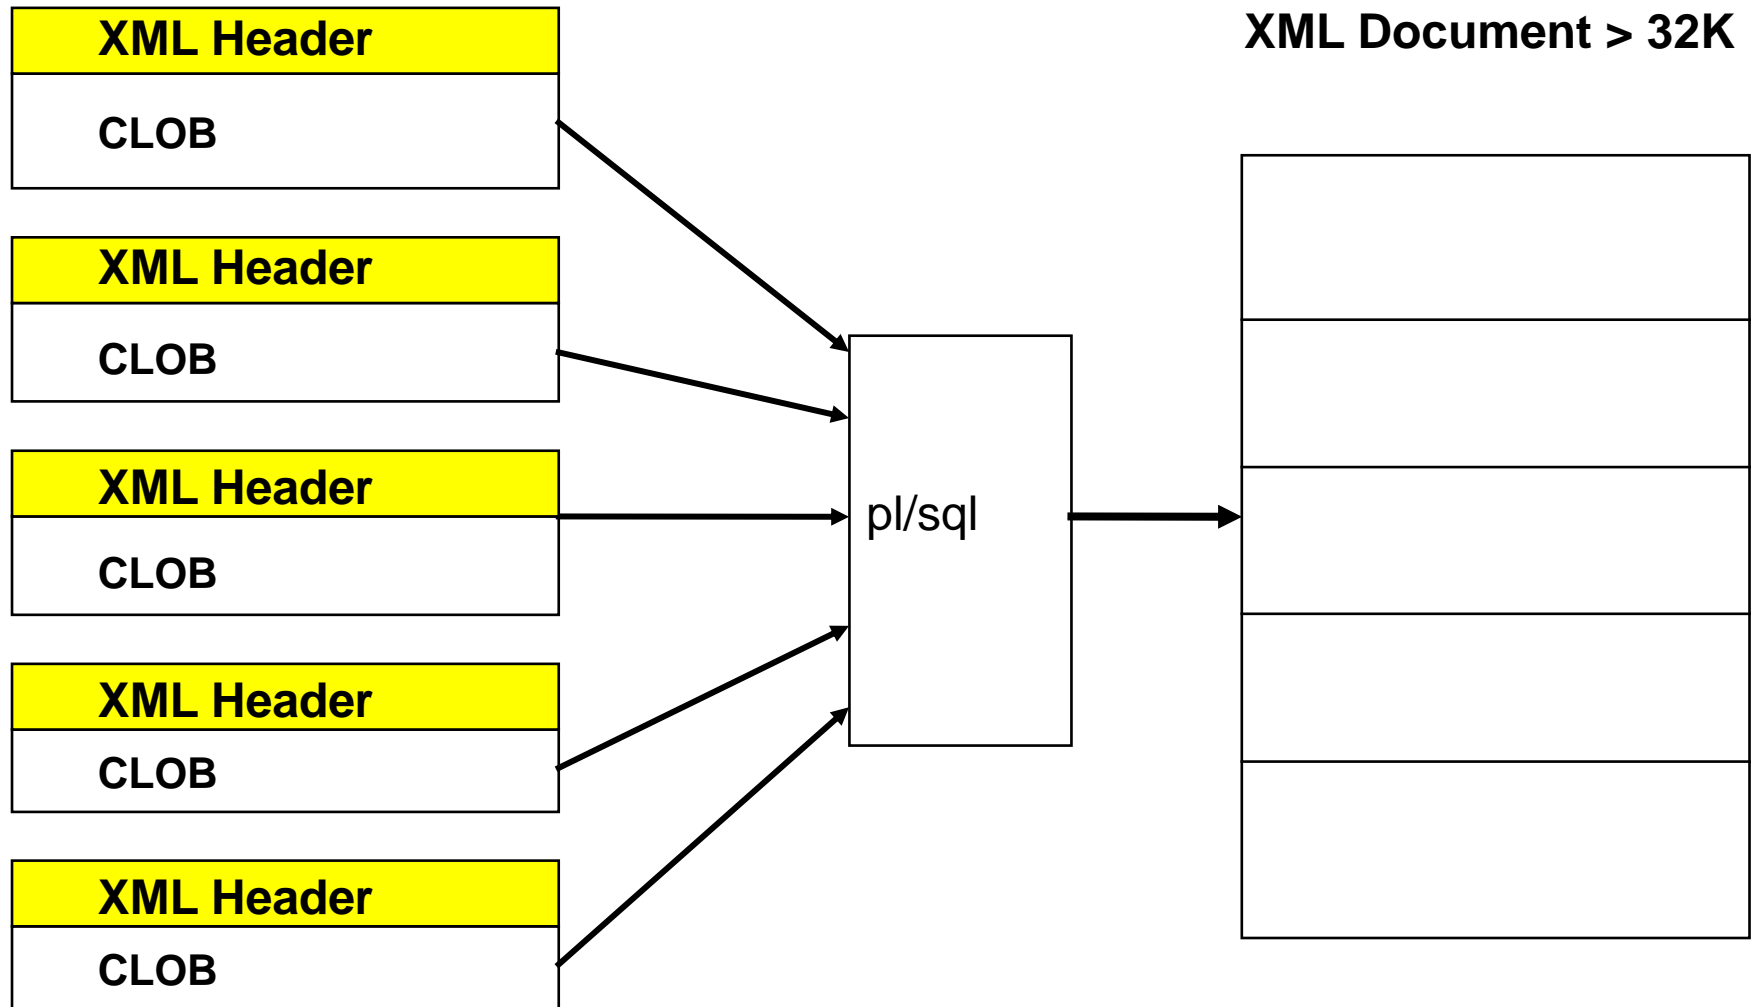 XML Header
CLOB
XML Header
CLOB
XML Header
CLOB
XML Header
CLOB
XML Header
CLOB
pl/sql
XML Document > 32K